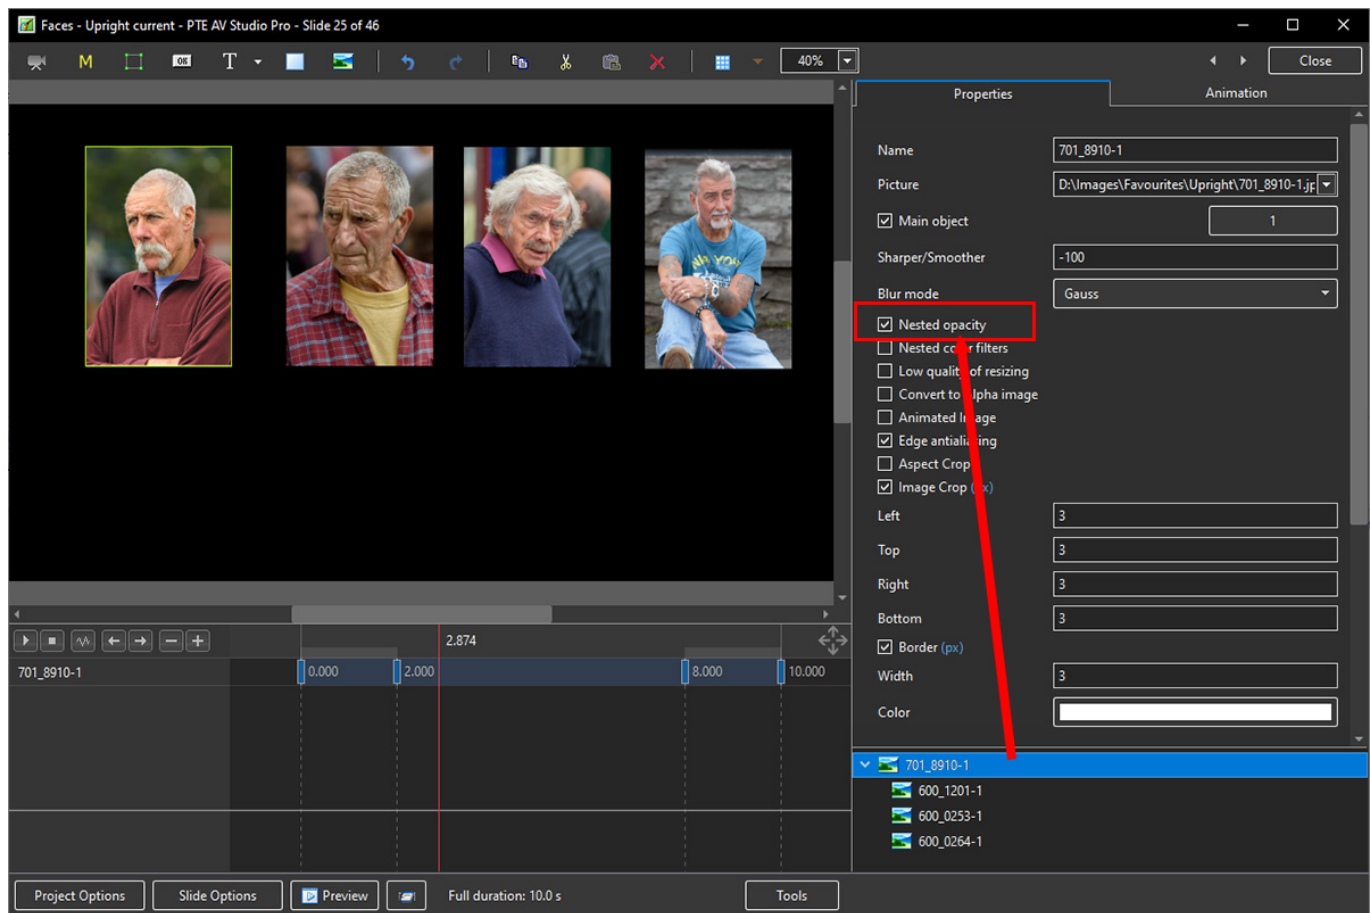 Faces - Upright current - PTE AV Studio Pro - Slide 25 of 46
M OK T 40% Close
Properties Animation
Name 701_8910-1
Picture D:\Images\Favourites\Upright\701_8910-1.jp
Main object 1
Sharper/Smoother -100
Blur mode Gauss
Nested opacity
Nested color filters
Low quality of resizing
Convert to Alpha image
Animated Image
Edge antialiasing
Aspect Crop
Image Crop (px)
Left 3
Top 3
Right 3
Bottom 3
Border (px)
Width 3
Color
2.874
701_8910-1 0.000 2.000 8.000 10.000
701_8910-1
600_1201-1
600_0253-1
600_0264-1
Project Options Slide Options Preview Full duration: 10.0 s Tools